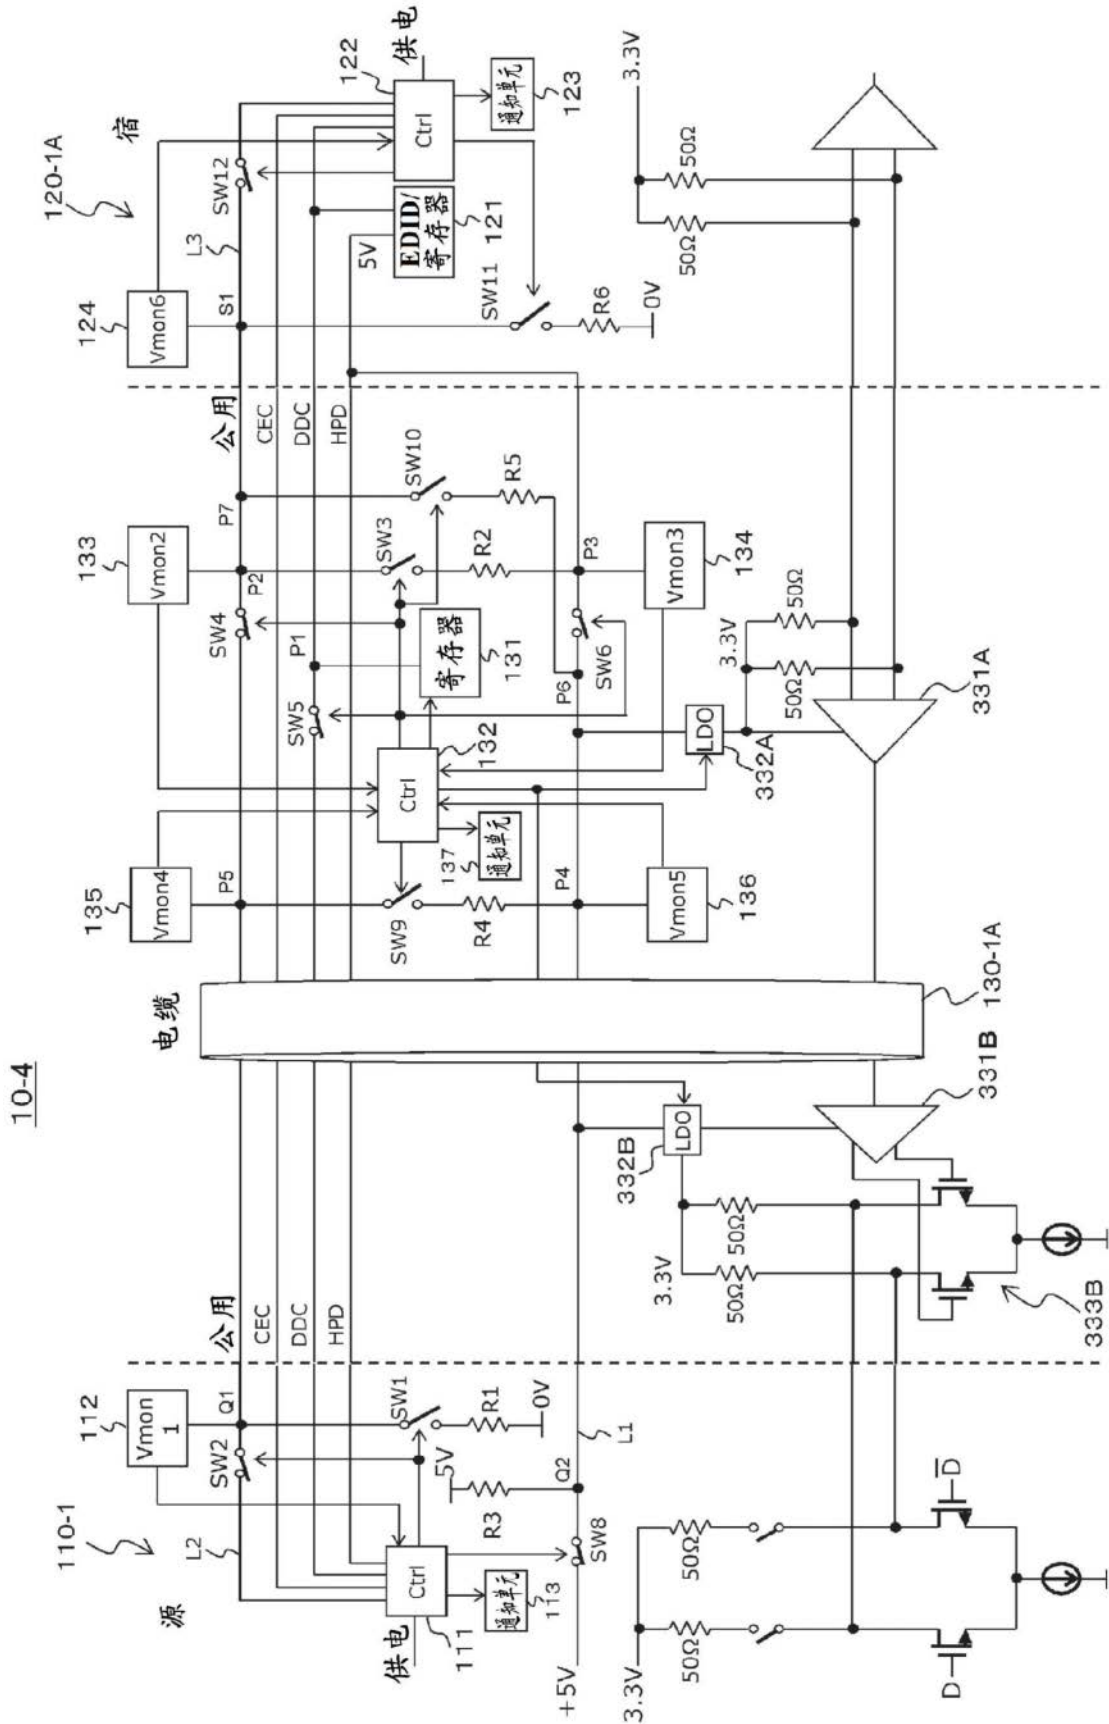 10-4
110-1
源
112
Vmon
1
Q1
公用
电缆
135
Vmon4
P5
133
Vmon2
P2
P7
公用
124
Vmon6
S1
L3
120-1A
宿
L2
SW2
SW4
SW12
CEC
DDC
HPD
CEC
DDC
HPD
P1
SW5
供电
Ctrl
111
通知单元
113
5V
R3
SW1
R1
0V
SW9
R4
Ctrl
132
137
通知单元
寄存器
131
SW3
R2
SW10
R5
5V
EDID/
寄存器
121
Ctrl
122
供电
通知单元
123
SW11
R6
0V
+5V
SW8
Q2
L1
P4
P6
SW6
P3
Vmon5
136
Vmon3
134
332B
LDO
LDO
332A
3.3V
50Ω
50Ω
3.3V
50Ω
50Ω
3.3V
50Ω
50Ω
3.3V
50Ω
50Ω
D
D̅
333B
331B
130-1A
331A